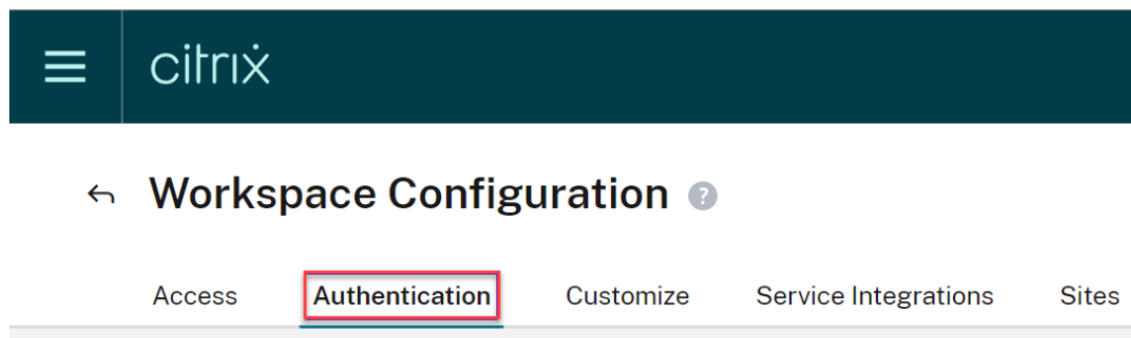 citrix
Workspace Configuration ?
Access Authentication Customize Service Integrations Sites